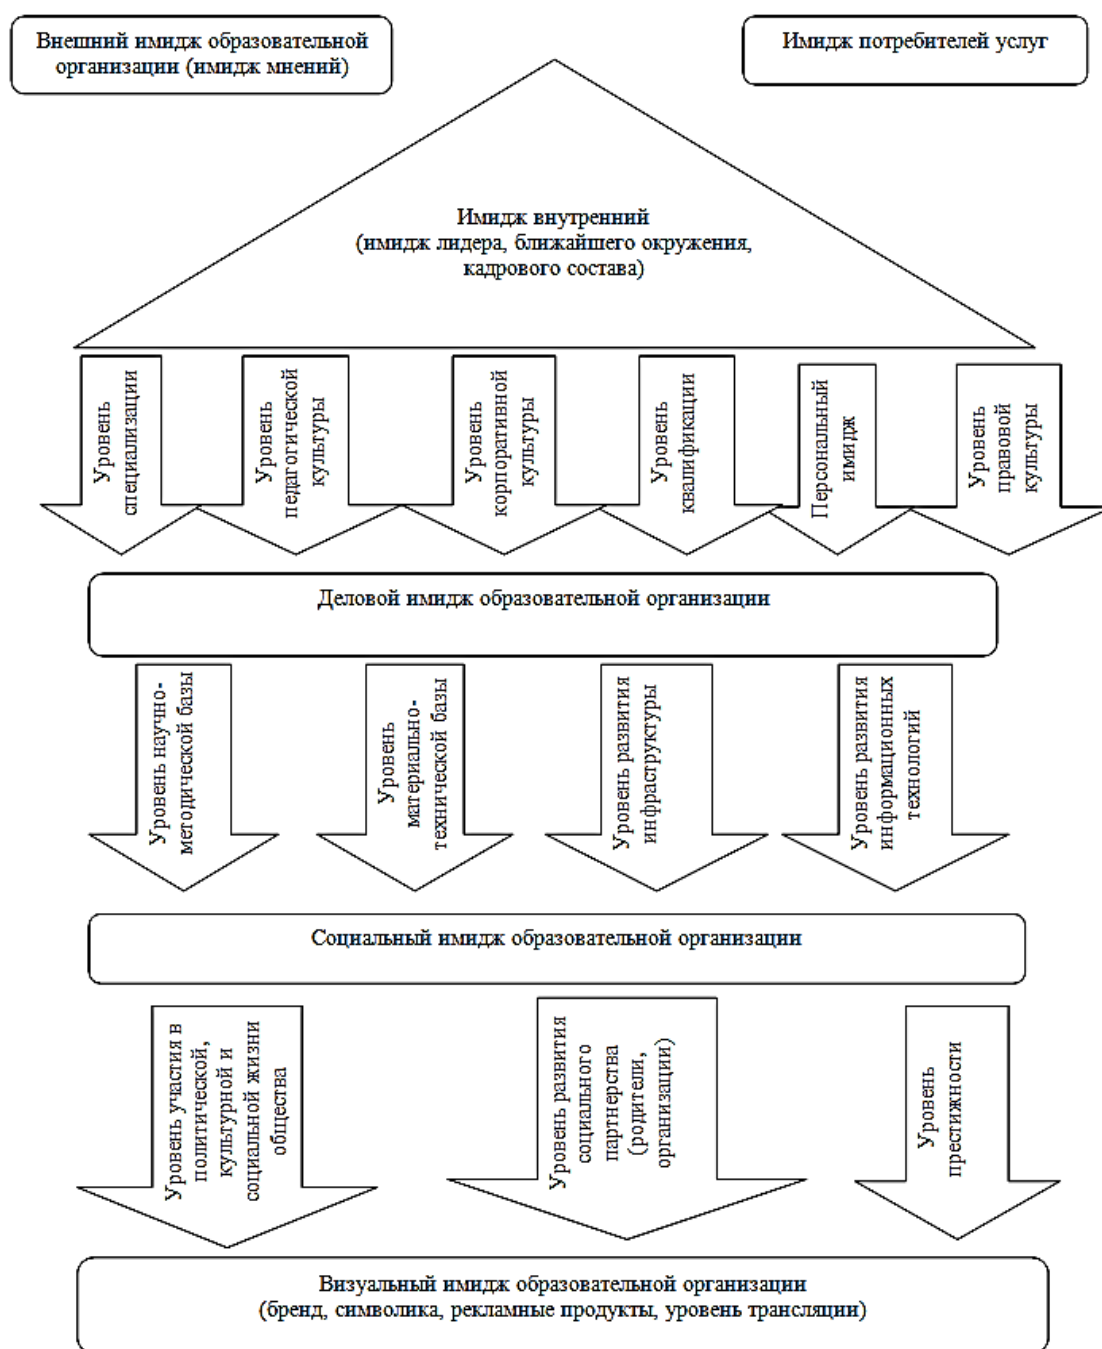 Внешний имидж образовательной
организации (имидж мнений)
Имидж потребителей услуг
Имидж внутренний
(имидж лидера, ближайшего окружения,
кадрового состава)
Уровень
специализации
Уровень
педагогической
культуры
Уровень
корпоративной
культуры
Уровень
квалификации
Персональный
имидж
Уровень
правовой
культуры
Деловой имидж образовательной организации
Уровень научно-
методической базы
Уровень
материально-
технической базы
Уровень развития
инфраструктуры
Уровень развития
информационных
технологий
Социальный имидж образовательной организации
Уровень участия в
политической,
культурной и
социальной жизни
общества
Уровень развития
социального
партнерства
(родители,
организации)
Уровень
престижности
Визуальный имидж образовательной организации
(бренд, символика, рекламные продукты, уровень трансляции)